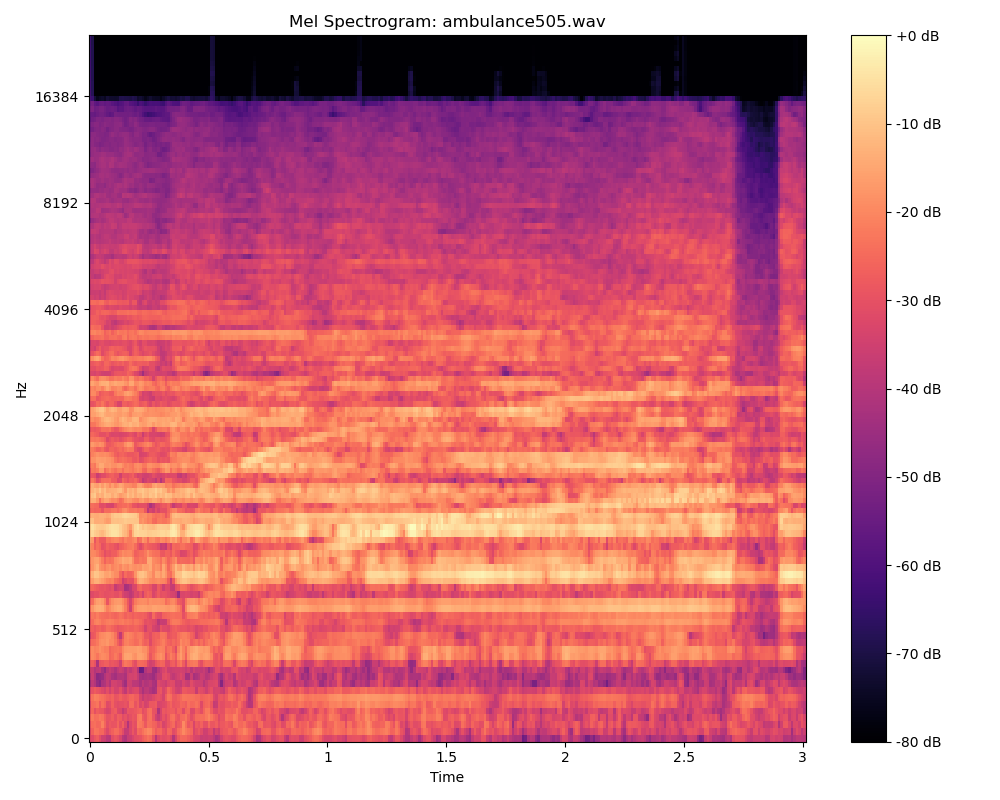 Mel Spectrogram: ambulance505.wav
+0 dB
16384
-10 dB
8192
-20 dB
4096
-30 dB
Hz
-40 dB
2048
-50 dB
1024
-60 dB
512
-70 dB
0
-80 dB
0 0.5 1 1.5 2 2.5 3
Time